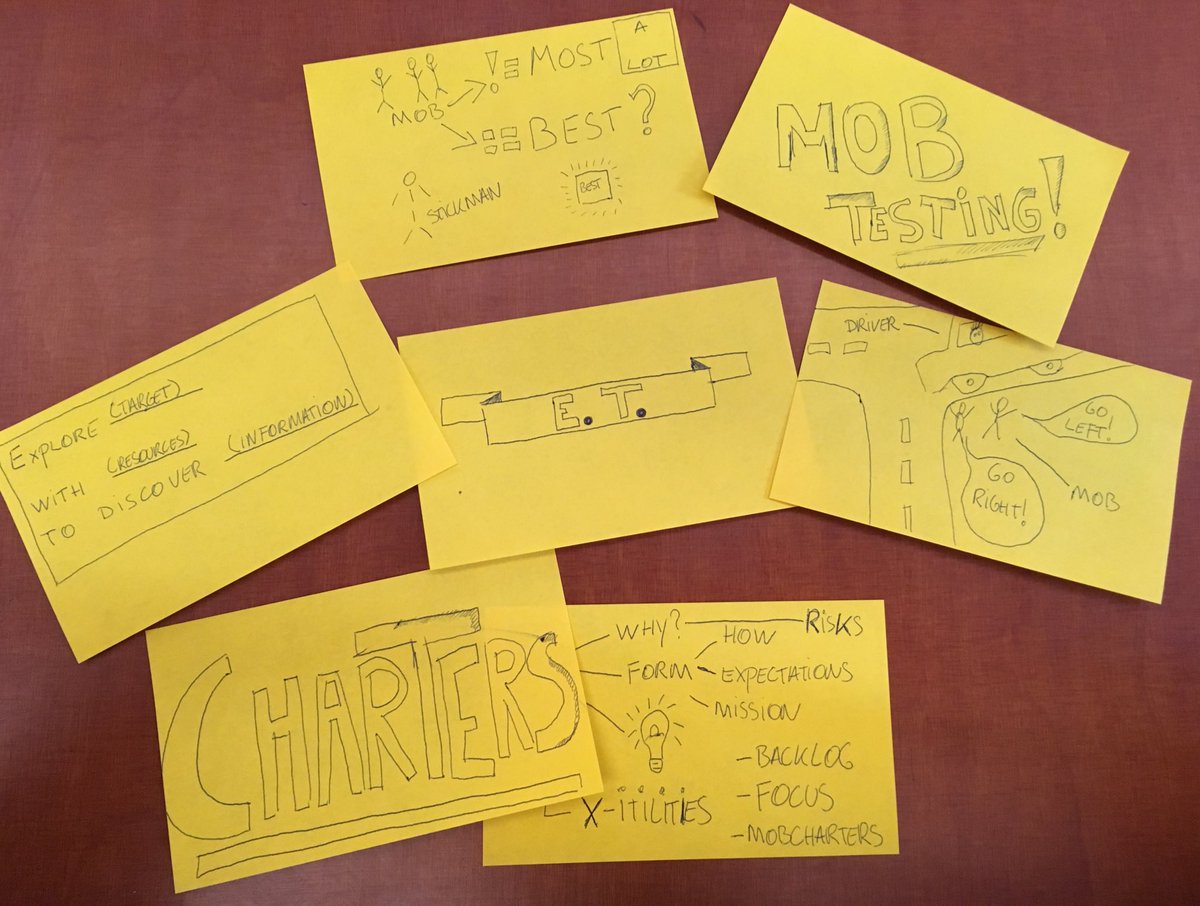 A
LOT
! = MOST
MOB
BEST?
STICKMAN
BEST
MOB
TESTING!
EXPLORE (TARGET)
WITH (RESOURCES)
TO DISCOVER (INFORMATION)
E. T.
DRIVER
GO
LEFT!
GO
RIGHT!
MOB
CHARTERS
WHY? RISKS
HOW
FORM EXPECTATIONS
MISSION
- BACKLOG
- FOCUS
X-ITILITIES
- MOBCHARTERS